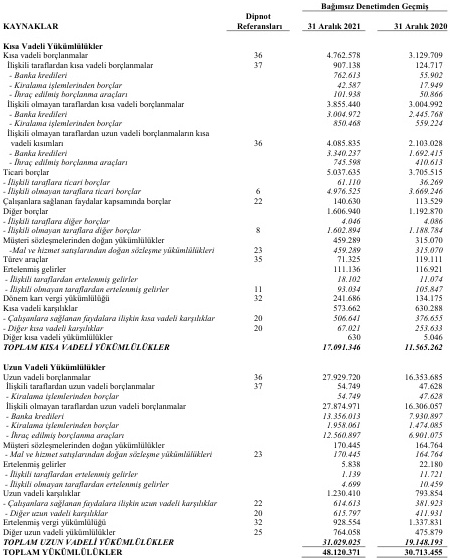 Bağımsız Denetimden Geçmiş
Dipnot
KAYNAKLAR Referansları 31 Aralık 2021 31 Aralık 2020
Kısa Vadeli Yükümlülükler
Kısa vadeli borçlanmalar 36 4.762.578 3.129.709
İlişkili taraflardan kısa vadeli borçlanmalar 37 907.138 124.717
- Banka kredileri 762.613 55.902
- Kiralama işlemlerinden borçlar 42.587 17.949
- İhraç edilmiş borçlanma araçları 101.938 50.866
İlişkili olmayan taraflardan kısa vadeli borçlanmalar 3.855.440 3.004.992
- Banka kredileri 3.004.972 2.445.768
- Kiralama işlemlerinden borçlar 850.468 559.224
İlişkili olmayan taraflardan uzun vadeli borçlanmaların kısa
vadeli kısımları 36 4.085.835 2.103.028
- Banka kredileri 3.340.237 1.692.415
- İhraç edilmiş borçlanma araçları 745.598 410.613
Ticari borçlar 5.037.635 3.705.515
- İlişkili taraflara ticari borçlar 61.110 36.269
- İlişkili olmayan taraflara ticari borçlar 6 4.976.525 3.669.246
Çalışanlara sağlanan faydalar kapsamında borçlar 22 140.630 113.529
Diğer borçlar 1.606.940 1.192.870
- İlişkili taraflara diğer borçlar 4.046 4.086
- İlişkili olmayan taraflara diğer borçlar 8 1.602.894 1.188.784
Müşteri sözleşmelerinden doğan yükümlülükler 459.289 315.070
-Mal ve hizmet satışlarından doğan sözleşme yükümlülükleri 23 459.289 315.070
Türev araçlar 35 71.325 119.111
Ertelenmiş gelirler 111.136 116.921
- İlişkili taraflardan ertelenmiş gelirler 18.102 11.074
- İlişkili olmayan taraflardan ertelenmiş gelirler 11 93.034 105.847
Dönem karı vergi yükümlülüğü 32 241.686 134.175
Kısa vadeli karşılıklar 573.662 630.288
- Çalışanlara sağlanan faydalara ilişkin kısa vadeli karşılıklar 20 506.641 376.655
- Diğer kısa vadeli karşılıklar 20 67.021 253.633
Diğer kısa vadeli yükümlülükler 630 5.046
TOPLAM KISA VADELİ YÜKÜMLÜLÜKLER 17.091.346 11.565.262
Uzun Vadeli Yükümlülükler
Uzun vadeli borçlanmalar 36 27.929.720 16.353.685
İlişkili taraflardan uzun vadeli borçlanmalar 37 54.749 47.628
- Kiralama işlemlerinden borçlar 54.749 47.628
İlişkili olmayan taraflardan uzun vadeli borçlanmalar 27.874.971 16.306.057
- Banka kredileri 13.356.013 7.930.897
- Kiralama işlemlerinden borçlar 1.958.061 1.474.085
- İhraç edilmiş borçlanma araçları 12.560.897 6.901.075
Müşteri sözleşmelerinden doğan yükümlülükler 170.445 164.764
- Mal ve hizmet satışlarından doğan sözleşme yükümlülükleri 23 170.445 164.764
Ertelenmiş gelirler 5.838 22.180
- İlişkili taraflardan ertelenmiş gelirler 1.139 11.721
- İlişkili olmayan taraflardan ertelenmiş gelirler 4.699 10.459
Uzun vadeli karşılıklar 1.230.410 793.854
- Çalışanlara sağlanan faydalara ilişkin uzun vadeli karşılıklar 22 614.613 381.923
- Diğer uzun vadeli karşılıklar 20 615.797 411.931
Ertelenmiş vergi yükümlülüğü 32 928.554 1.337.831
Diğer uzun vadeli yükümlülükler 25 764.058 475.879
TOPLAM UZUN VADELİ YÜKÜMLÜLÜKLER 31.029.025 19.148.193
TOPLAM YÜKÜMLÜLÜKLER 48.120.371 30.713.455